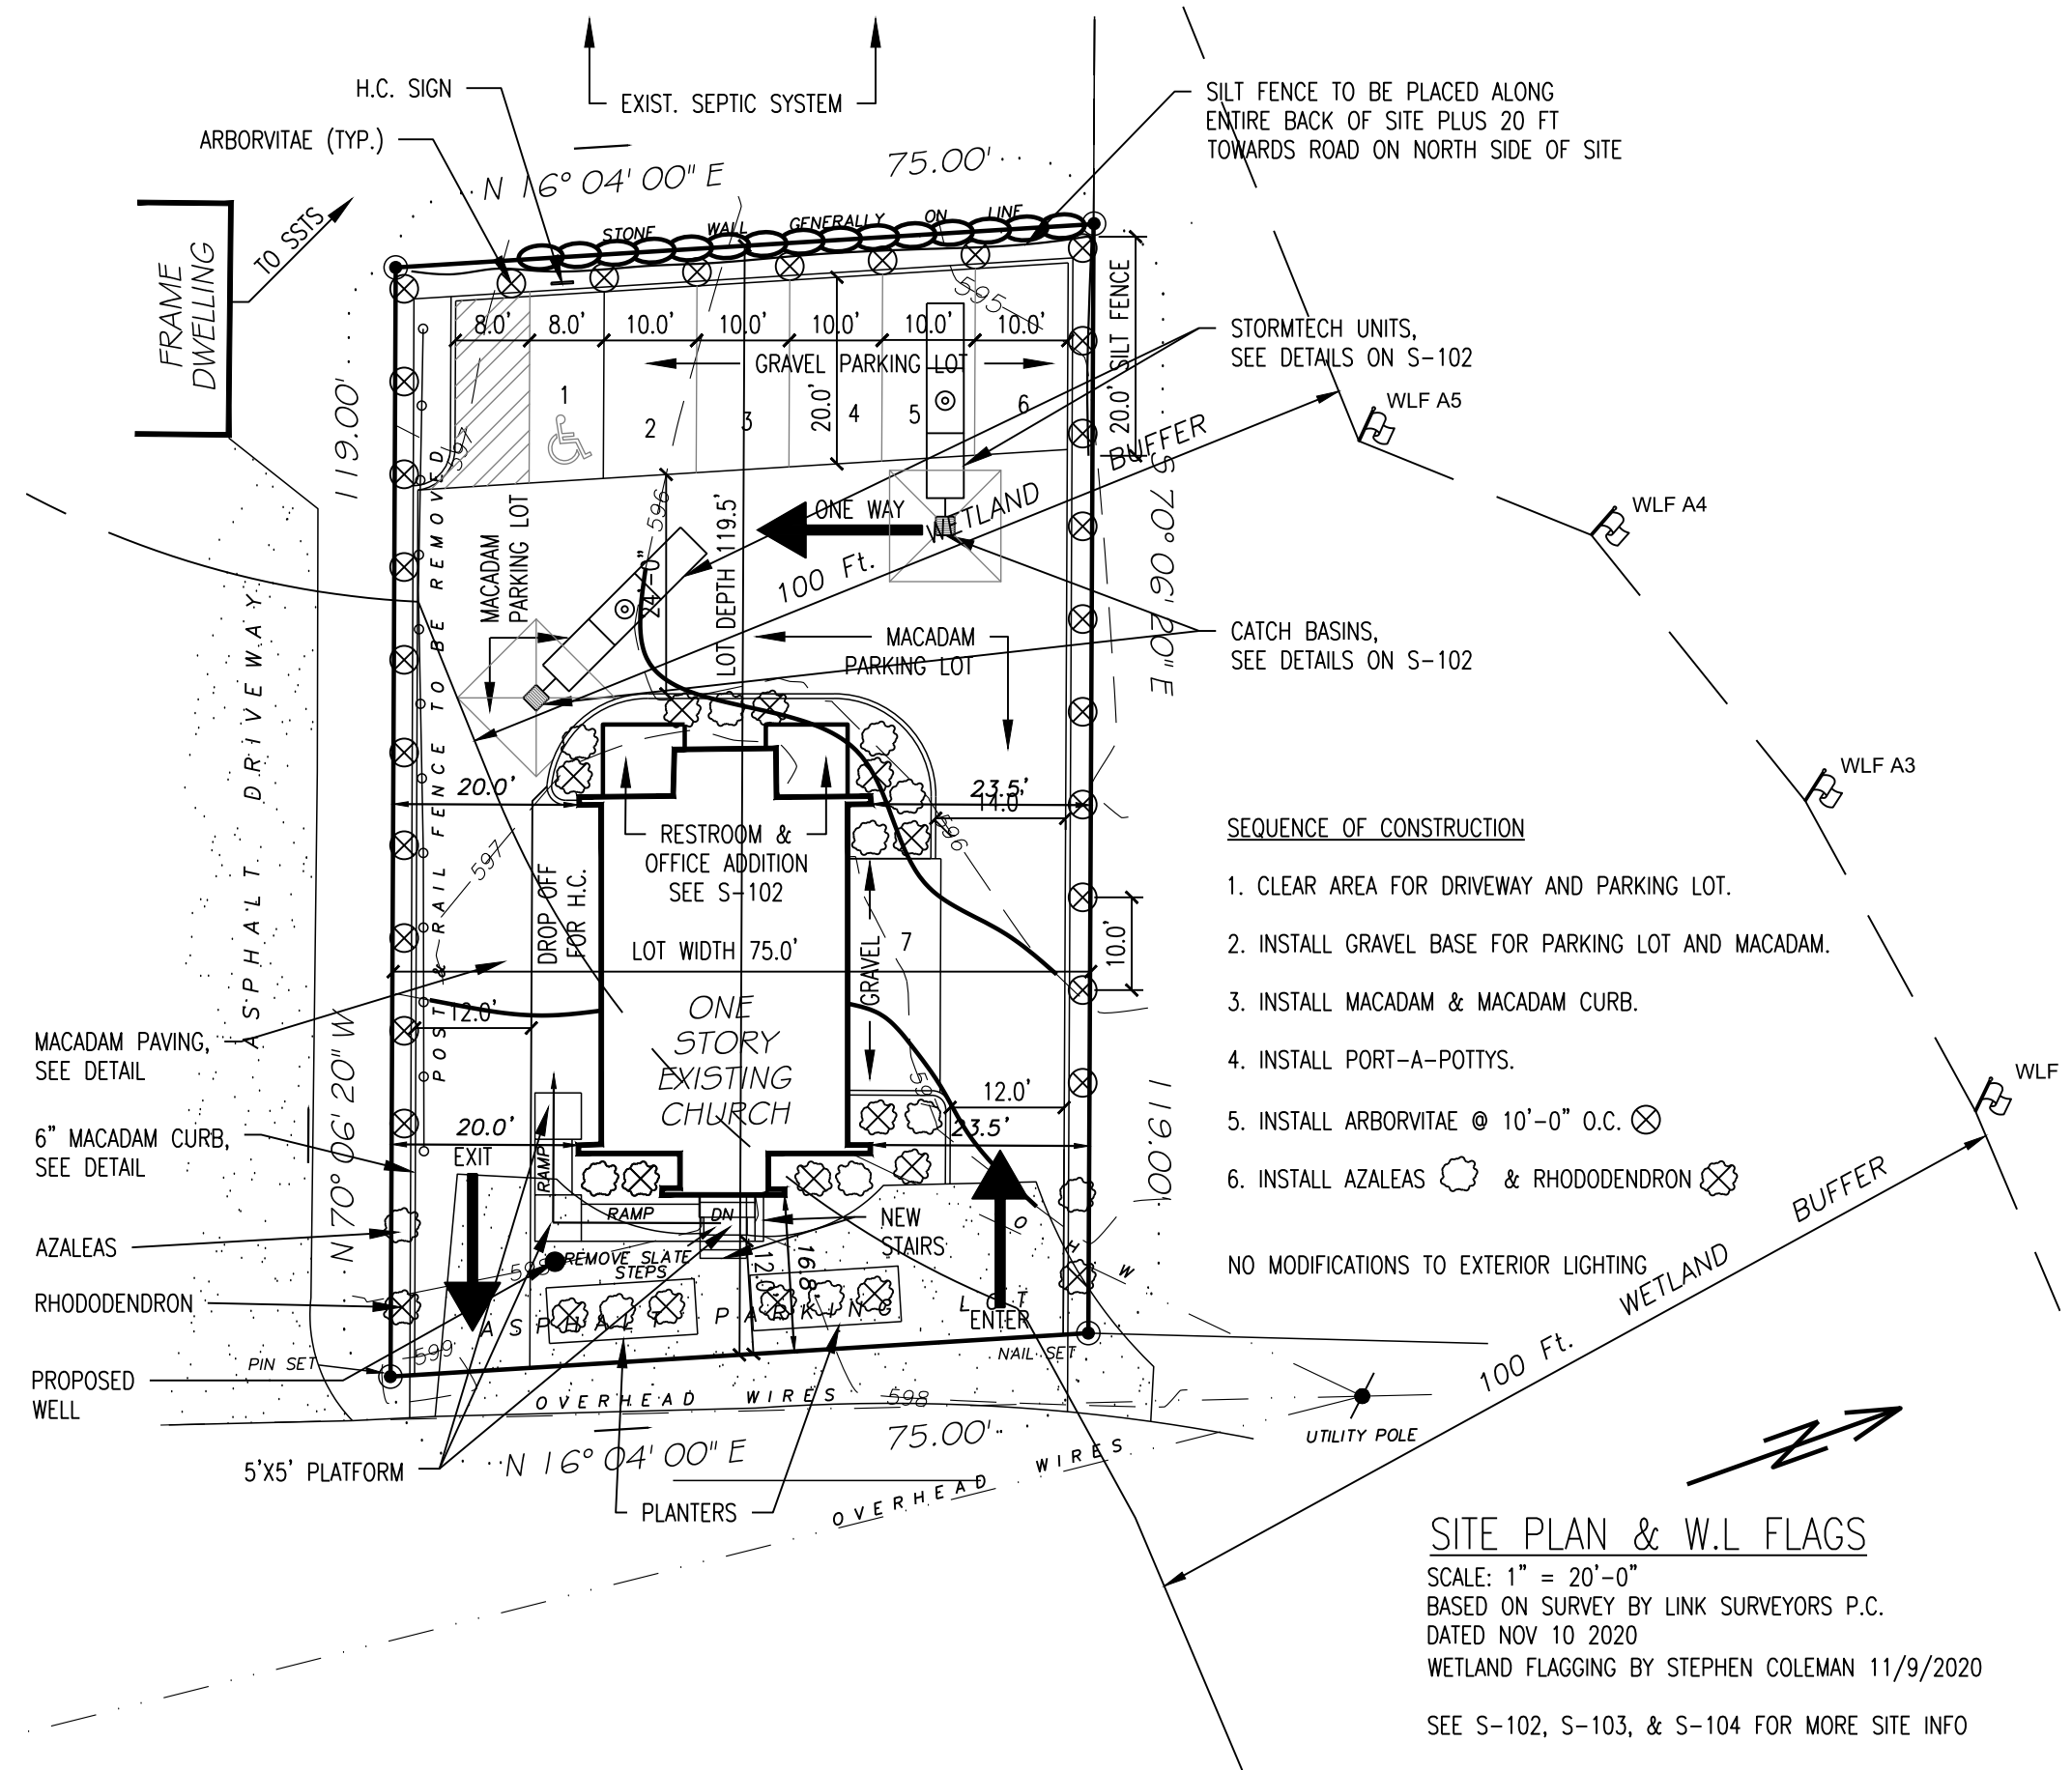 H.C. SIGN
EXIST. SEPTIC SYSTEM
ARBORVITAE (TYP.)
SILT FENCE TO BE PLACED ALONG
ENTIRE BACK OF SITE PLUS 20 FT
TOWARDS ROAD ON NORTH SIDE OF SITE
N 16° 04' 00" E
75.00'
STONE WALL GENERALLY ON LINE
FRAME
DWELLING
TO SSTS
119.00'
595
8.0'
8.0'
10.0'
10.0'
10.0'
10.0'
10.0'
GRAVEL PARKING LOT
20.0' SILT FENCE
STORMTECH UNITS,
SEE DETAILS ON S-102
1
2
3
20.0'
4
5
6
WLF A5
597
BUFFER
WLF A4
S 70° 06' 20" E
MACADAM
PARKING LOT
596
24'-0"
LOT DEPTH 119.5'
ONE WAY
100 Ft. WETLAND
POST & RAIL FENCE TO BE REMOVED
ASPHALT DRIVEWAY
MACADAM
PARKING LOT
CATCH BASINS,
SEE DETAILS ON S-102
WLF A3
20.0'
23.5'
14.0'
596
597
RESTROOM &
OFFICE ADDITION
SEE S-102
DROP OFF
FOR H.C.
LOT WIDTH 75.0'
GRAVEL
7
10.0'
ONE
STORY
EXISTING
CHURCH
12.0'
597
12.0'
MACADAM PAVING,
SEE DETAIL
6" MACADAM CURB,
SEE DETAIL
N 70° 06' 20" W
119.00'
20.0'
23.5'
EXIT
RAMP
RAMP
DN
NEW
STAIRS
REMOVE SLATE
STEPS
598
12.0'
16.8'
O H W
AZALEAS
RHODODENDRON
ASPHALT PARKING LOT
ENTER
599
PIN SET
NAIL SET
PROPOSED
WELL
OVERHEAD WIRES
598
5'X5' PLATFORM
N 16° 04' 00" E
75.00'
PLANTERS
OVERHEAD WIRES
UTILITY POLE
SEQUENCE OF CONSTRUCTION
1. CLEAR AREA FOR DRIVEWAY AND PARKING LOT.
2. INSTALL GRAVEL BASE FOR PARKING LOT AND MACADAM.
3. INSTALL MACADAM & MACADAM CURB.
4. INSTALL PORT-A-POTTYS.
5. INSTALL ARBORVITAE @ 10'-0" O.C.
6. INSTALL AZALEAS & RHODODENDRON
NO MODIFICATIONS TO EXTERIOR LIGHTING
WLF
100 Ft. WETLAND BUFFER
SITE PLAN & W.L FLAGS
SCALE: 1" = 20'-0"
BASED ON SURVEY BY LINK SURVEYORS P.C.
DATED NOV 10 2020
WETLAND FLAGGING BY STEPHEN COLEMAN 11/9/2020
SEE S-102, S-103, & S-104 FOR MORE SITE INFO